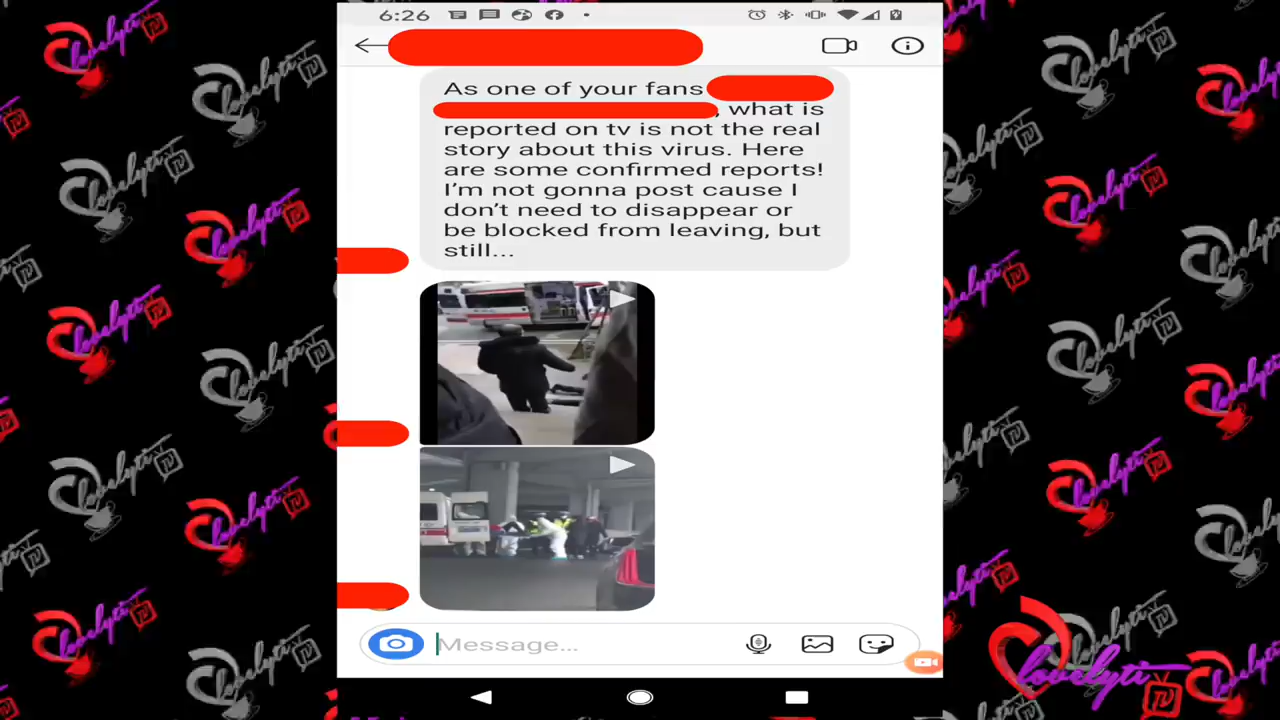 6:26
As one of your fans
, what is
reported on tv is not the real
story about this virus. Here
are some confirmed reports!
I'm not gonna post cause I
don't need to disappear or
be blocked from leaving, but
still...
Message...
lovelyti
TV